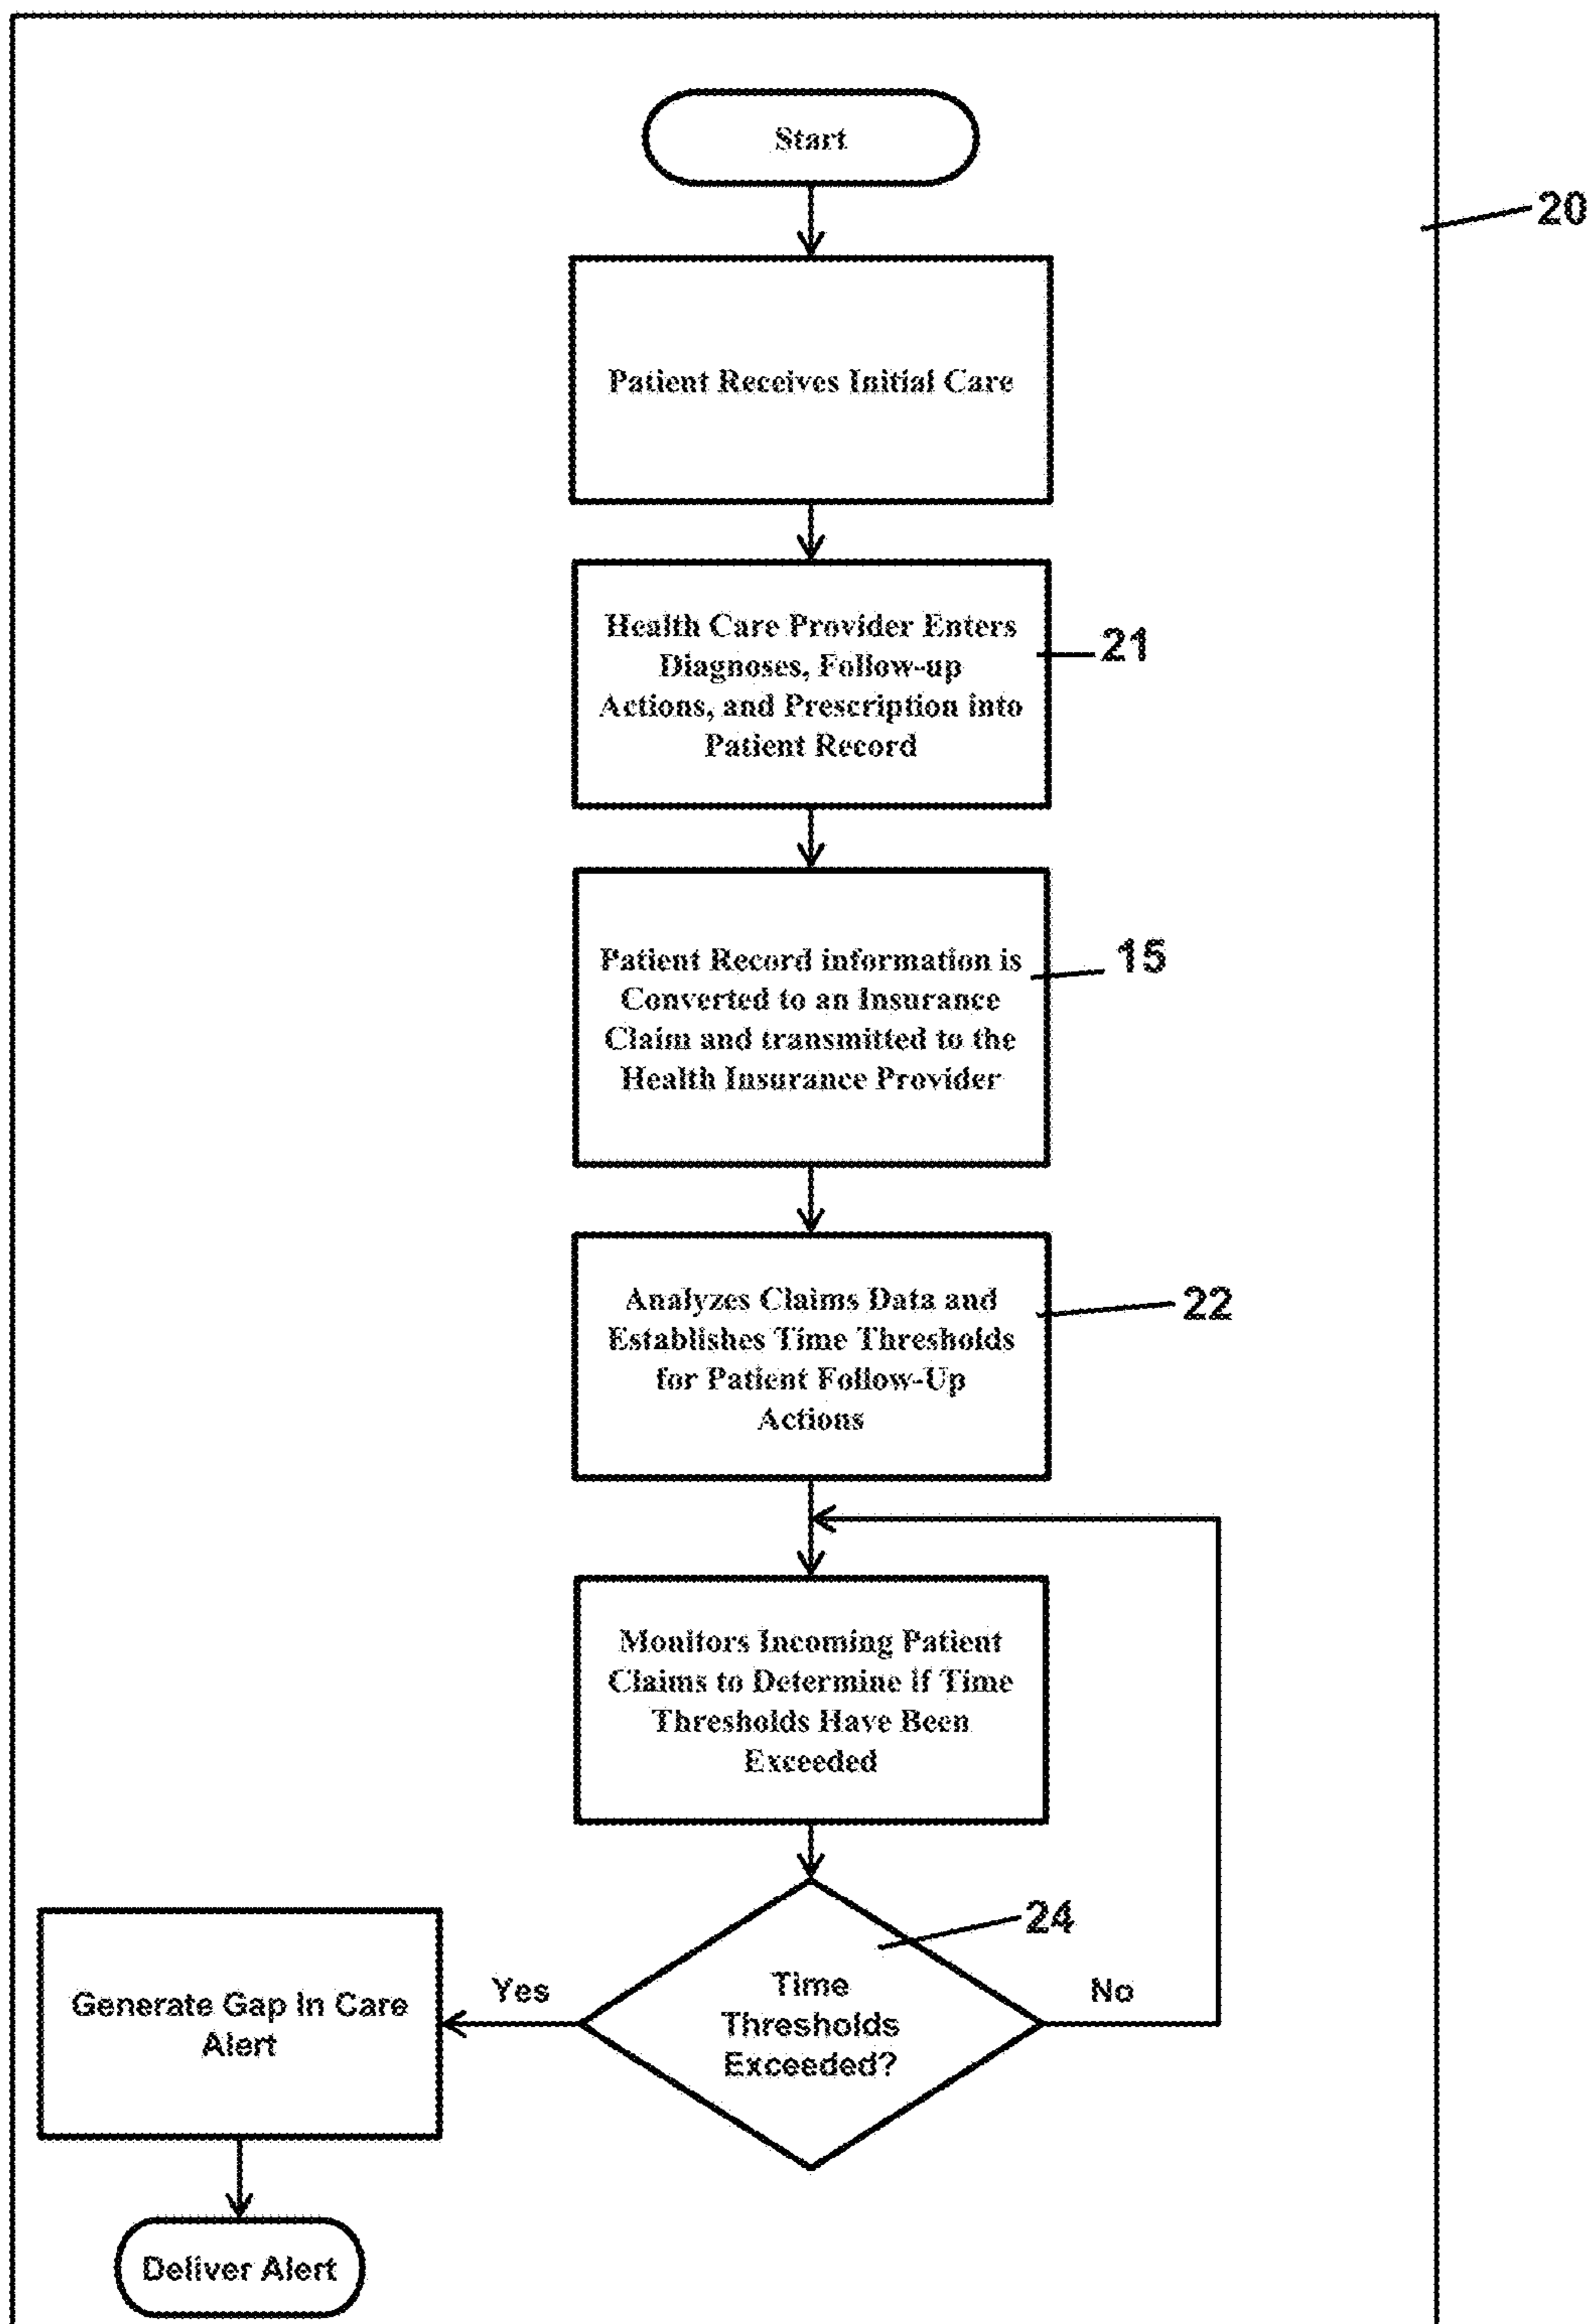 Start
20
Patient Receives Initial Care
Health Care Provider Enters
Diagnoses, Follow-up
Actions, and Prescription into
Patient Record
21
Patient Record information is
Converted to an Insurance
Claim and transmitted to the
Health Insurance Provider
15
Analyzes Claims Data and
Establishes Time Thresholds
for Patient Follow-Up
Actions
22
Monitors Incoming Patient
Claims to Determine if Time
Thresholds Have Been
Exceeded
24
Time
Thresholds
Exceeded?
Yes
No
Generate Gap In Care
Alert
Deliver Alert